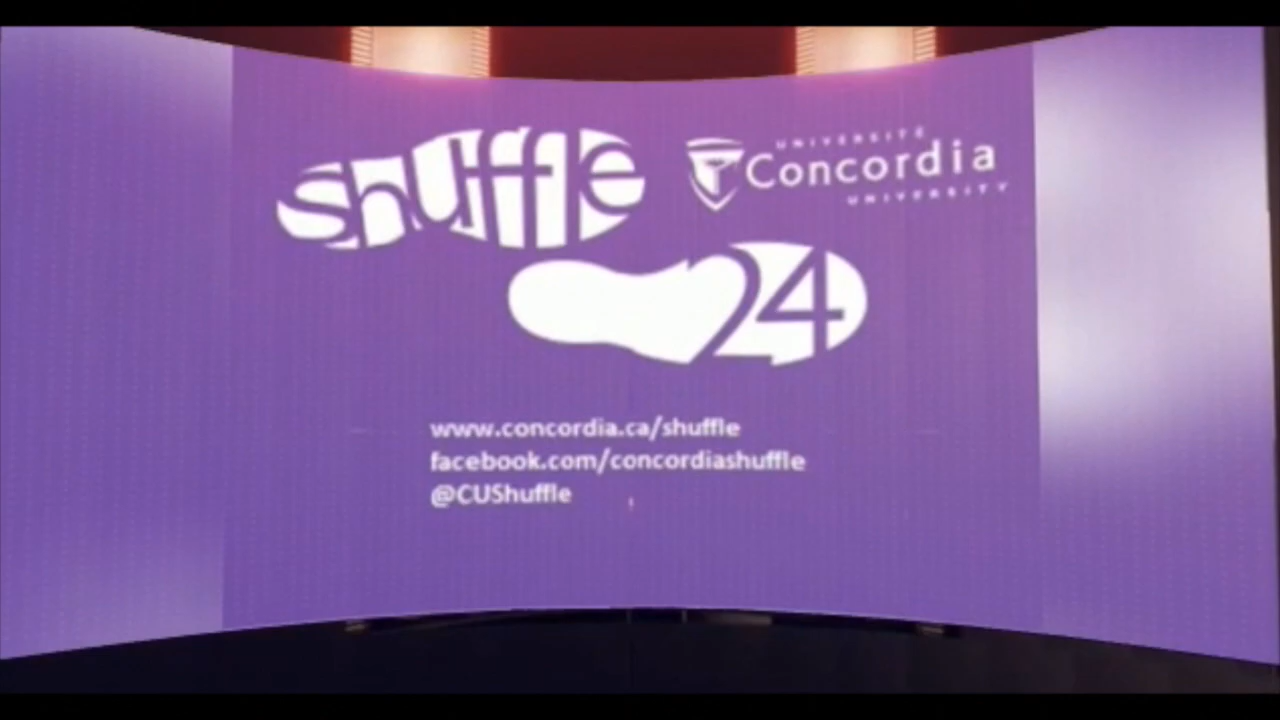 shuffle
UNIVERSITÉ
Concordia
UNIVERSITY
24
www.concordia.ca/shuffle
facebook.com/concordiashuffle
@CUShuffle